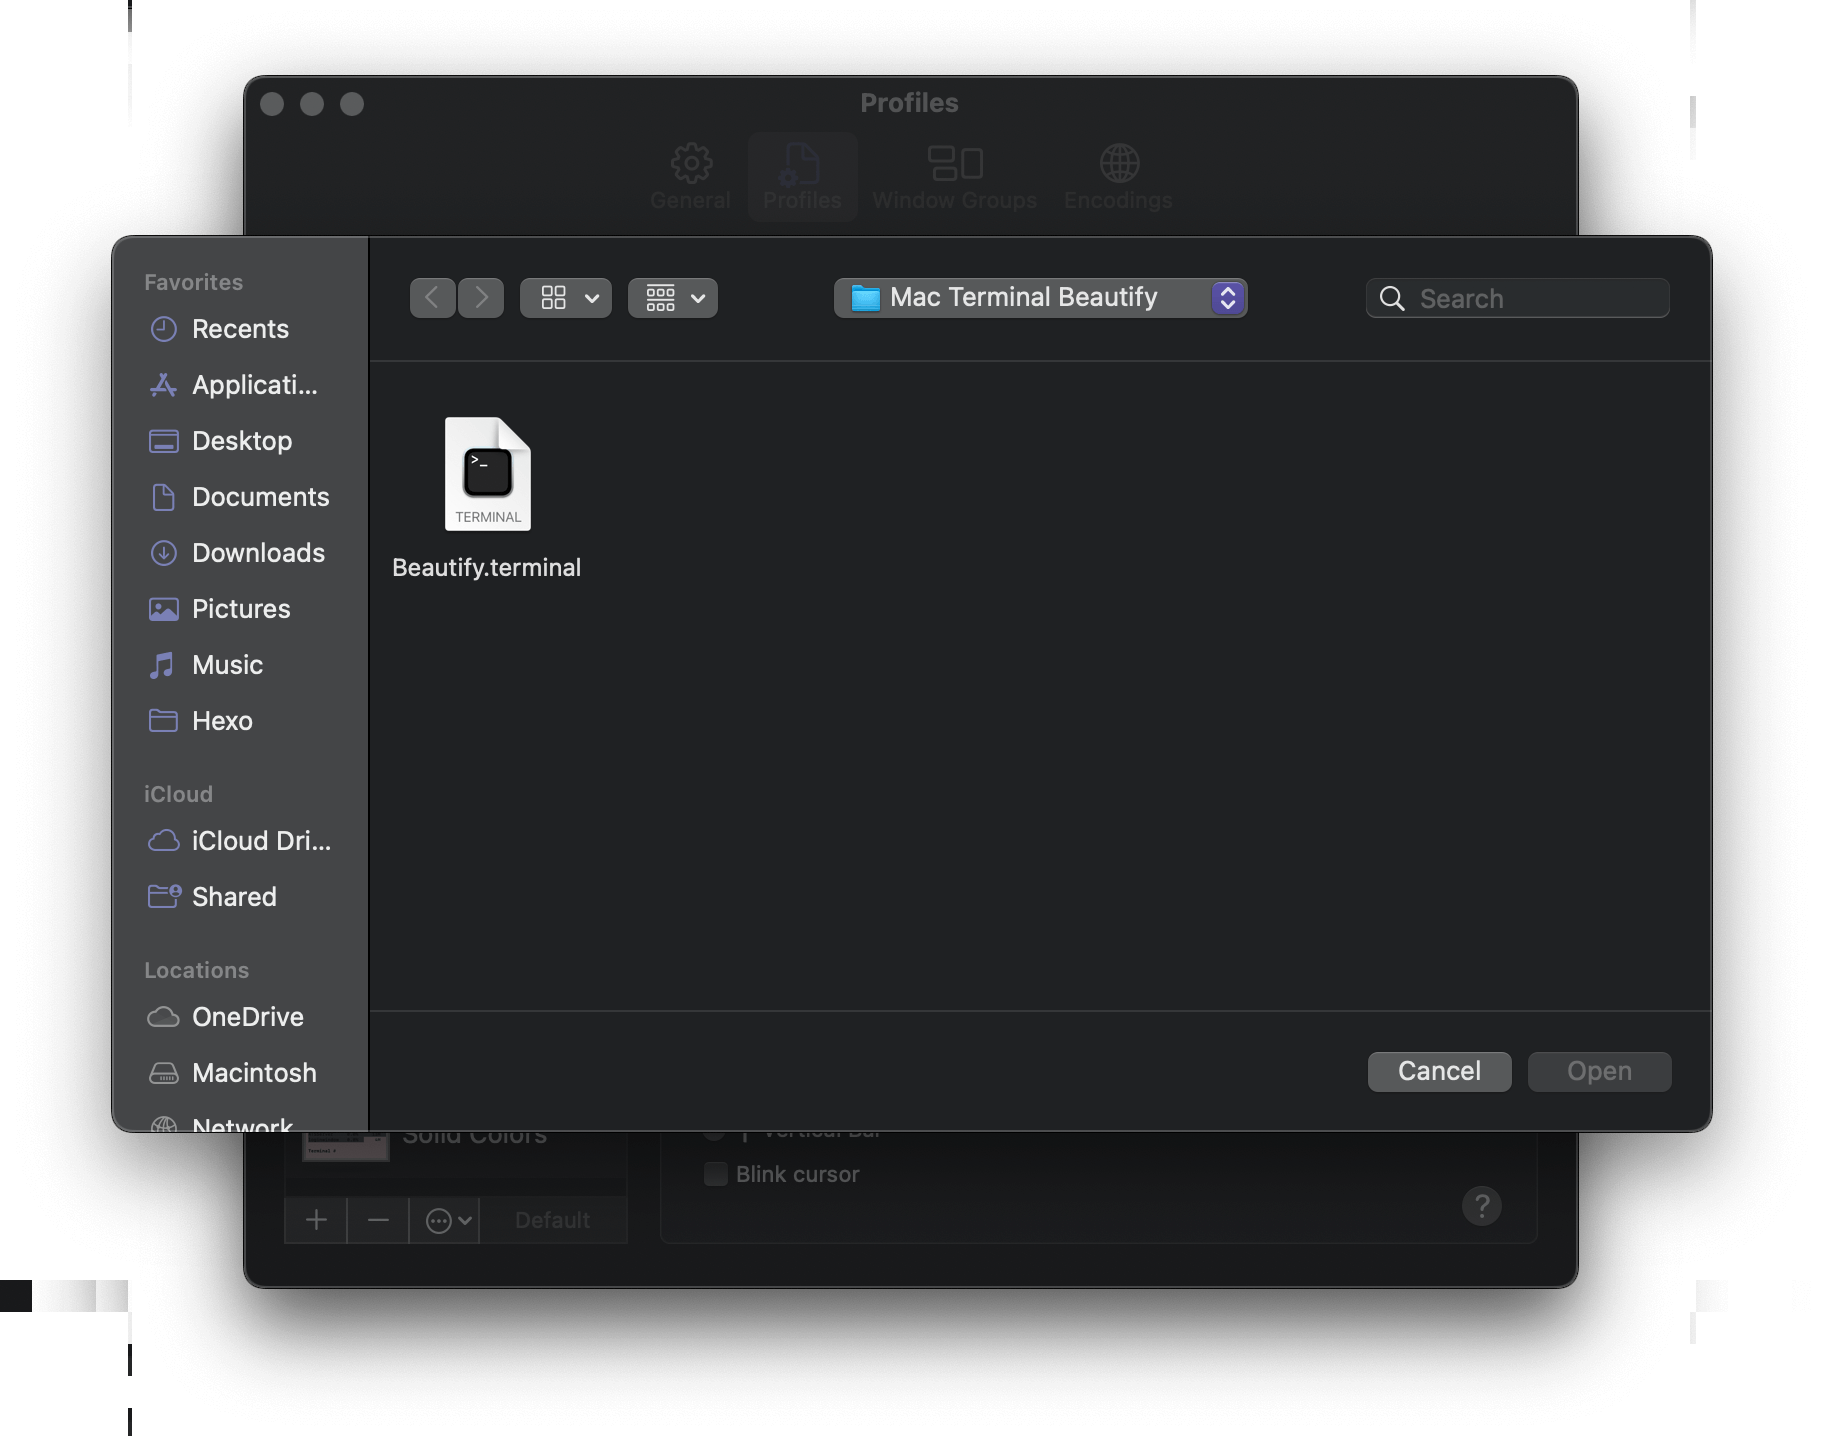 Profiles
General
Profiles
Window Groups
Encodings
Favorites
Recents
Applicati...
Desktop
Documents
Downloads
Pictures
Music
Hexo
iCloud
iCloud Dri...
Shared
Locations
OneDrive
Macintosh
Network
Mac Terminal Beautify
Search
>_
TERMINAL
Beautify.terminal
Cancel
Open
Solid Colors
Vertical Bar
Blink cursor
Default
?